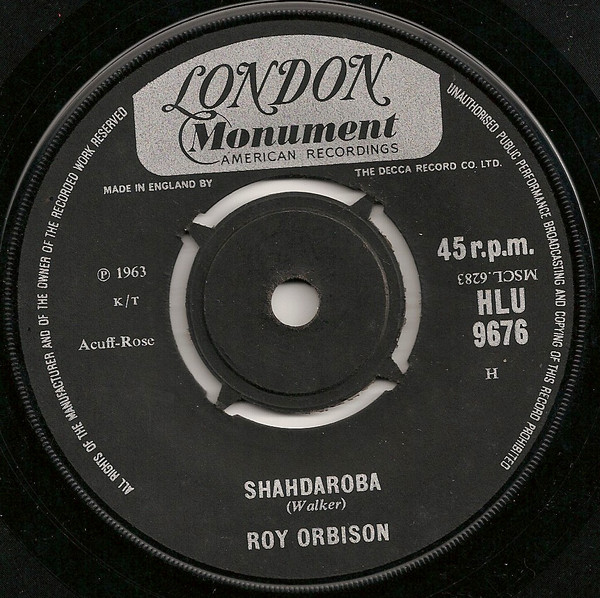 LONDON
Monument
AMERICAN RECORDINGS
MADE IN ENGLAND BY
THE DECCA RECORD CO. LTD.
ALL RIGHTS OF THE MANUFACTURER AND OF THE OWNER OF THE RECORDED WORK RESERVED
UNAUTHORISED PUBLIC PERFORMANCE BROADCASTING AND COPYING OF THIS RECORD PROHIBITED
℗ 1963
K/T
Acuff-Rose
45 r.p.m.
MSCL.6283
HLU
9676
H
SHAHDAROBA
(Walker)
ROY ORBISON